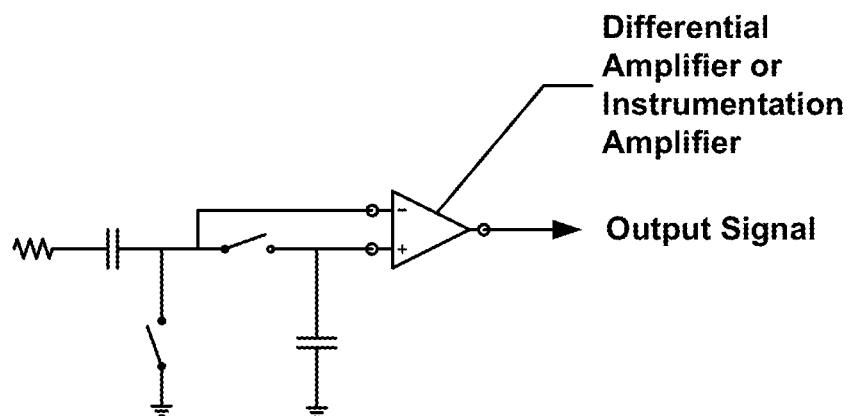 Differential
Amplifier or
Instrumentation
Amplifier
-
+
Output Signal